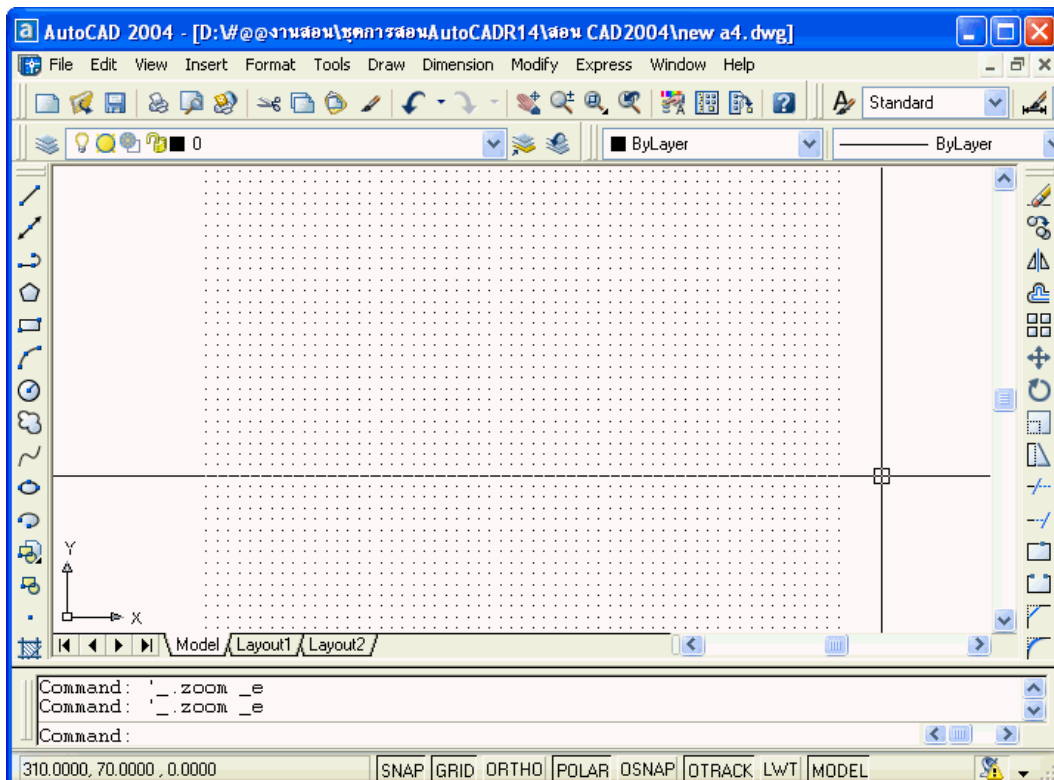 AutoCAD 2004 - [D:\#@@งานสอน\ชุดการสอนAutoCADR14\สอน CAD2004\new a4.dwg]
File Edit View Insert Format Tools Draw Dimension Modify Express Window Help
Standard
0 ByLayer ByLayer
Y
X
Model Layout1 Layout2
Command: '_.zoom _e
Command: '_.zoom _e
Command:
310.0000, 70.0000 , 0.0000 SNAP GRID ORTHO POLAR OSNAP OTRACK LWT MODEL